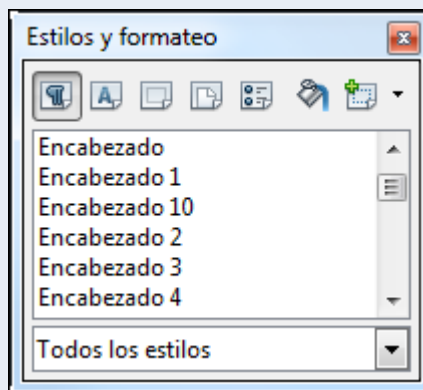 Estilos y formateo
Encabezado
Encabezado 1
Encabezado 10
Encabezado 2
Encabezado 3
Encabezado 4
Todos los estilos